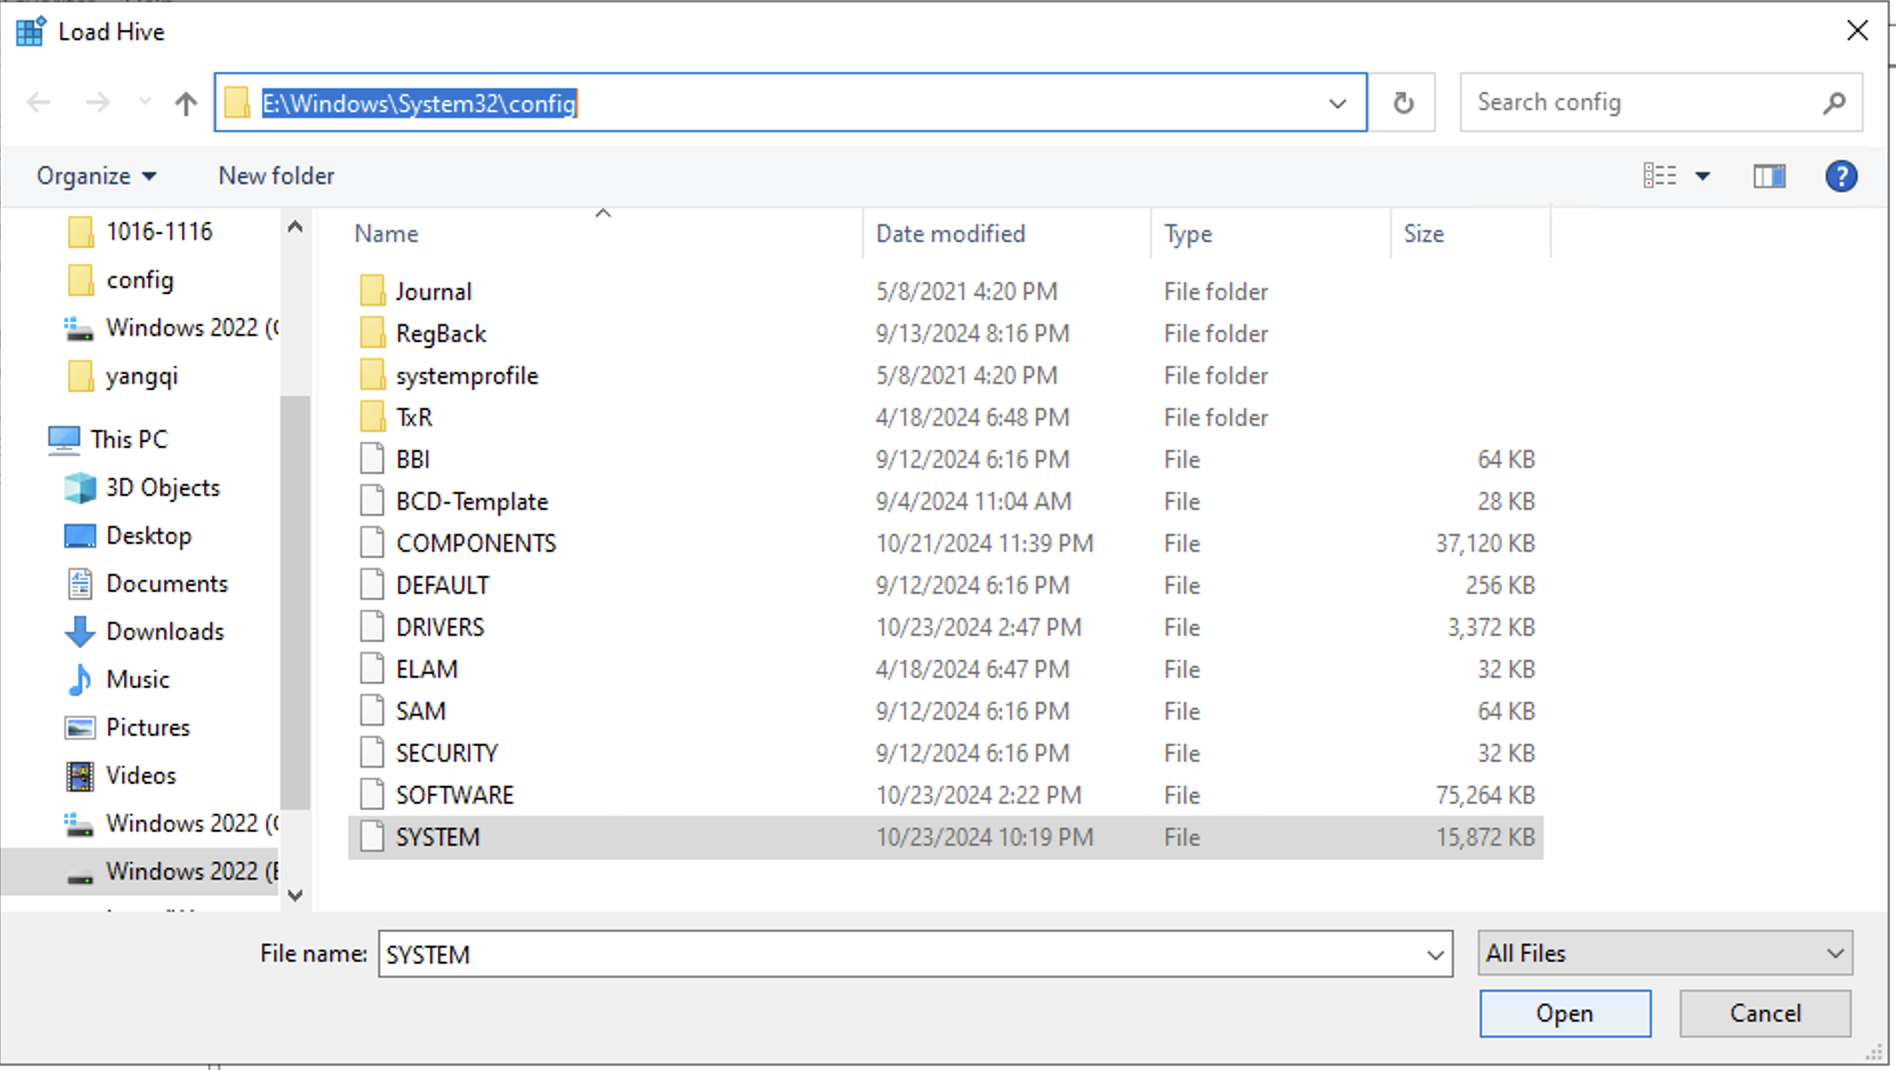 Load Hive
E:\Windows\System32\config
Search config
Organize
New folder
?
1016-1116
config
Windows 2022 (
yangqi
This PC
3D Objects
Desktop
Documents
Downloads
Music
Pictures
Videos
Windows 2022 (
Windows 2022 (E
Name Date modified Type Size
Journal 5/8/2021 4:20 PM File folder
RegBack 9/13/2024 8:16 PM File folder
systemprofile 5/8/2021 4:20 PM File folder
TxR 4/18/2024 6:48 PM File folder
BBI 9/12/2024 6:16 PM File 64 KB
BCD-Template 9/4/2024 11:04 AM File 28 KB
COMPONENTS 10/21/2024 11:39 PM File 37,120 KB
DEFAULT 9/12/2024 6:16 PM File 256 KB
DRIVERS 10/23/2024 2:47 PM File 3,372 KB
ELAM 4/18/2024 6:47 PM File 32 KB
SAM 9/12/2024 6:16 PM File 64 KB
SECURITY 9/12/2024 6:16 PM File 32 KB
SOFTWARE 10/23/2024 2:22 PM File 75,264 KB
SYSTEM 10/23/2024 10:19 PM File 15,872 KB
File name: SYSTEM
All Files
Open
Cancel